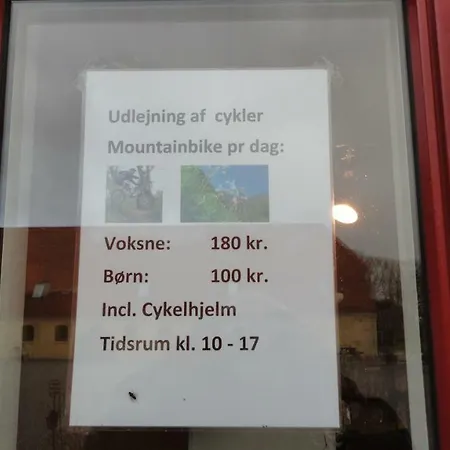 Udlejning af cykler
Mountainbike pr dag:
Voksne: 180 kr.
Børn: 100 kr.
Incl. Cykelhjelm
Tidsrum kl. 10 - 17